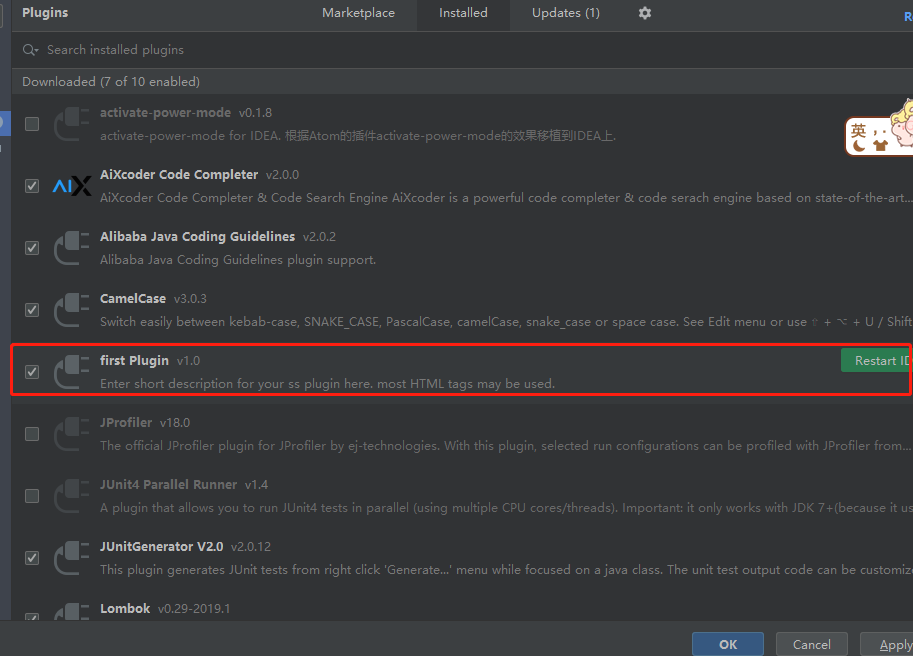 Plugins
Marketplace
Installed
Updates (1)
R
Search installed plugins
Downloaded (7 of 10 enabled)
activate-power-mode v0.1.8
activate-power-mode for IDEA. 根据Atom的插件activate-power-mode的效果移植到IDEA上.
英 ，
AiXcoder Code Completer v2.0.0
AiXcoder Code Completer & Code Search Engine AiXcoder is a powerful code completer & code serach engine based on state-of-the-art...
Alibaba Java Coding Guidelines v2.0.2
Alibaba Java Coding Guidelines plugin support.
CamelCase v3.0.3
Switch easily between kebab-case, SNAKE_CASE, PascalCase, camelCase, snake_case or space case. See Edit menu or use ⇧ + ⌥ + U / Shift
first Plugin v1.0
Restart ID
Enter short description for your ss plugin here. most HTML tags may be used.
JProfiler v18.0
The official JProfiler plugin for JProfiler by ej-technologies. With this plugin, selected run configurations can be profiled with JProfiler from...
JUnit4 Parallel Runner v1.4
A plugin that allows you to run JUnit4 tests in parallel (using multiple CPU cores/threads). Important: it only works with JDK 7+(because it us
JUnitGenerator V2.0 v2.0.12
This plugin generates JUnit tests from right click 'Generate...' menu while focused on a java class. The unit test output code can be customize
Lombok v0.29-2019.1
OK
Cancel
Apply